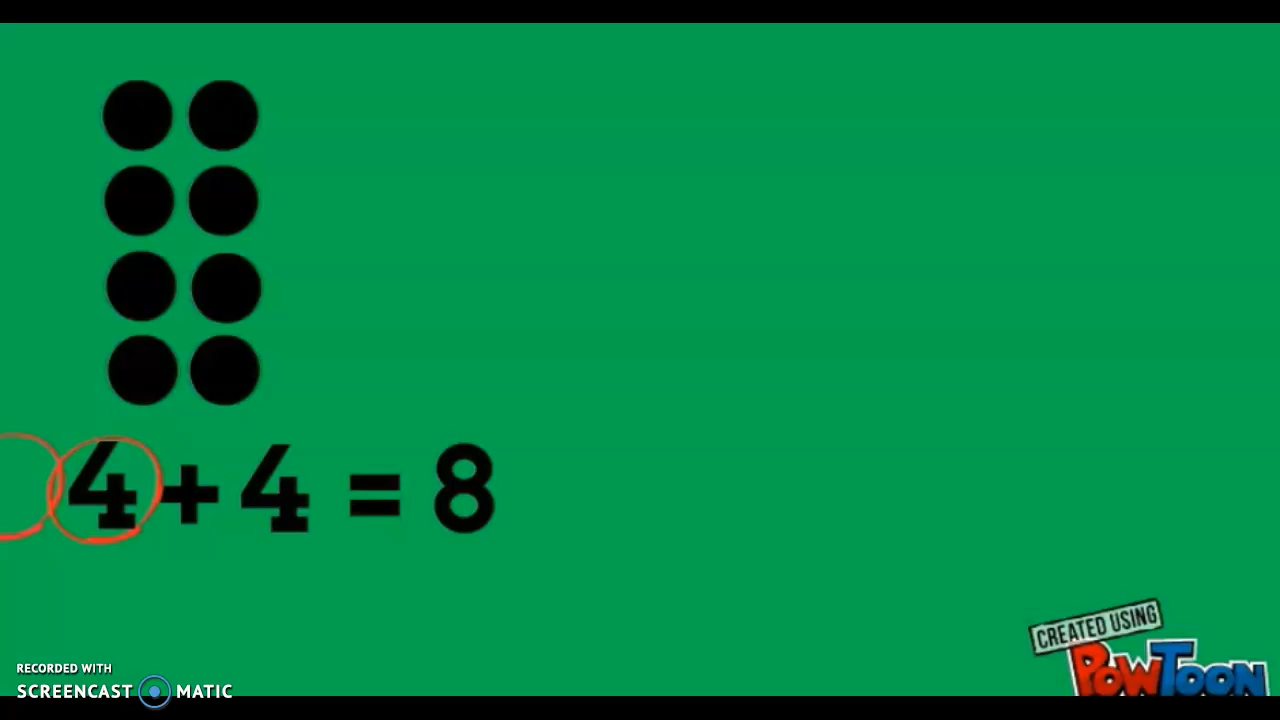 4 + 4 = 8
CREATED USING
POWTOON
RECORDED WITH
SCREENCAST MATIC